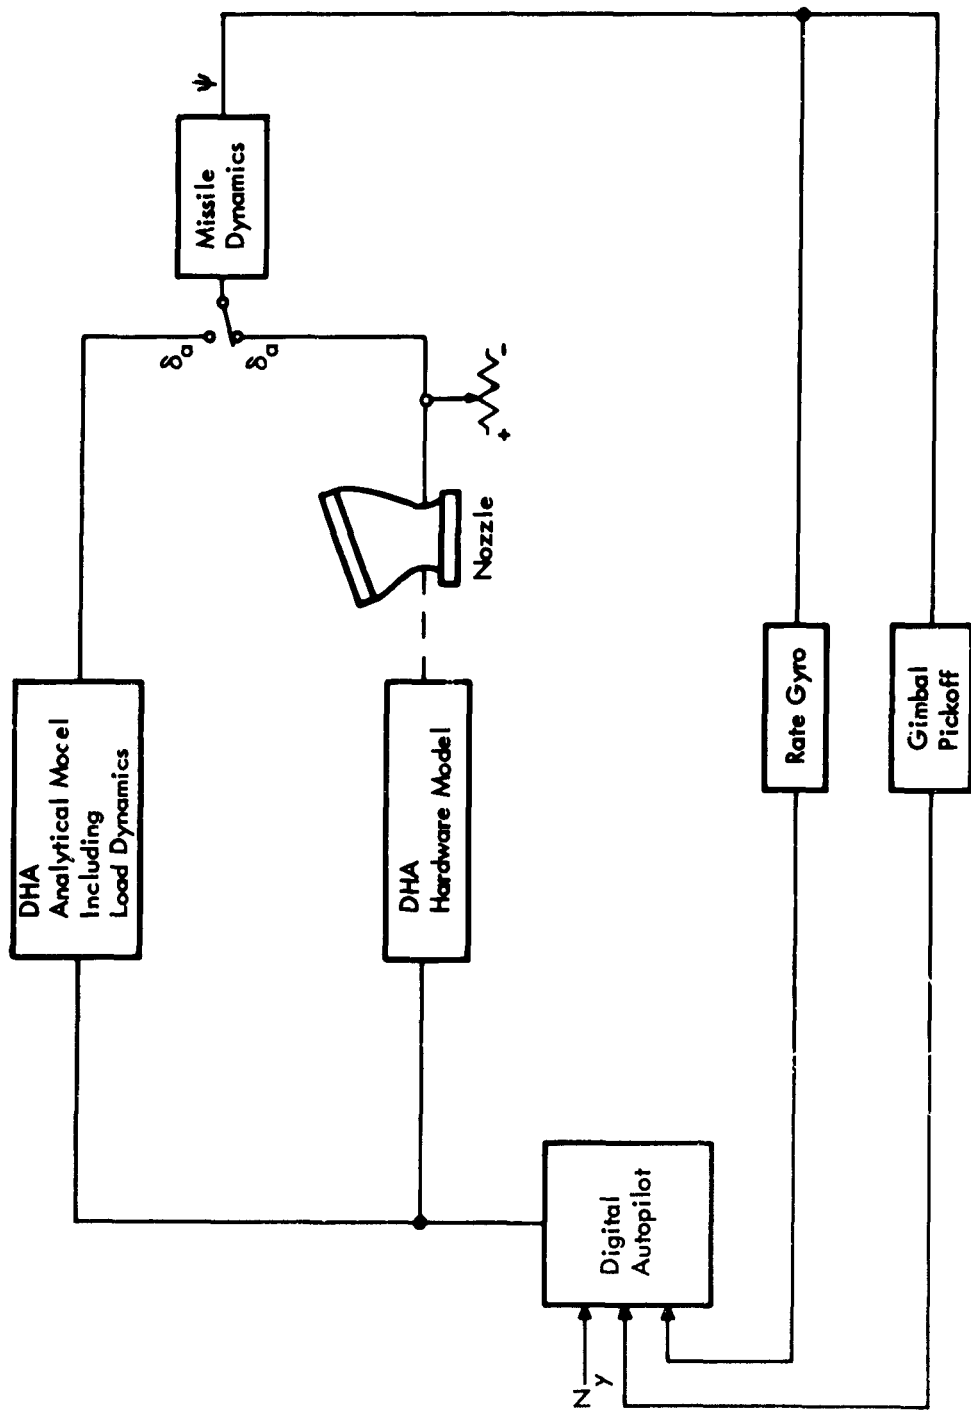 DHA
Analytical Mocel
Including
Load Dynamics
δa
δa
Missile
Dynamics
ψ
DHA
Hardware Model
Nozzle
+
-
Digital
Autopilot
Ny
Rate Gyro
Gimbal
Pickoff